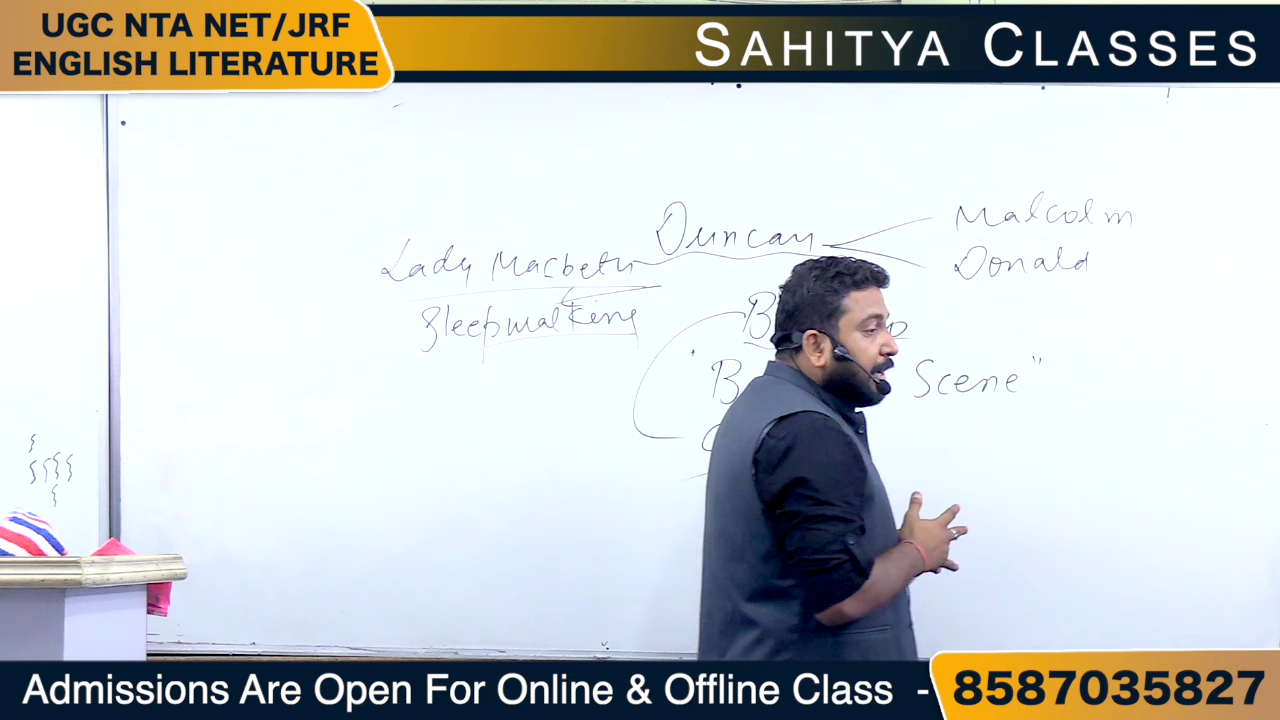 UGC NTA NET/JRF
ENGLISH LITERATURE
SAHITYA CLASSES
Duncan
Malcolm
Donald
Lady Macbeth
Sleepwalking
"B Scene"
Admissions Are Open For Online & Offline Class - 8587035827